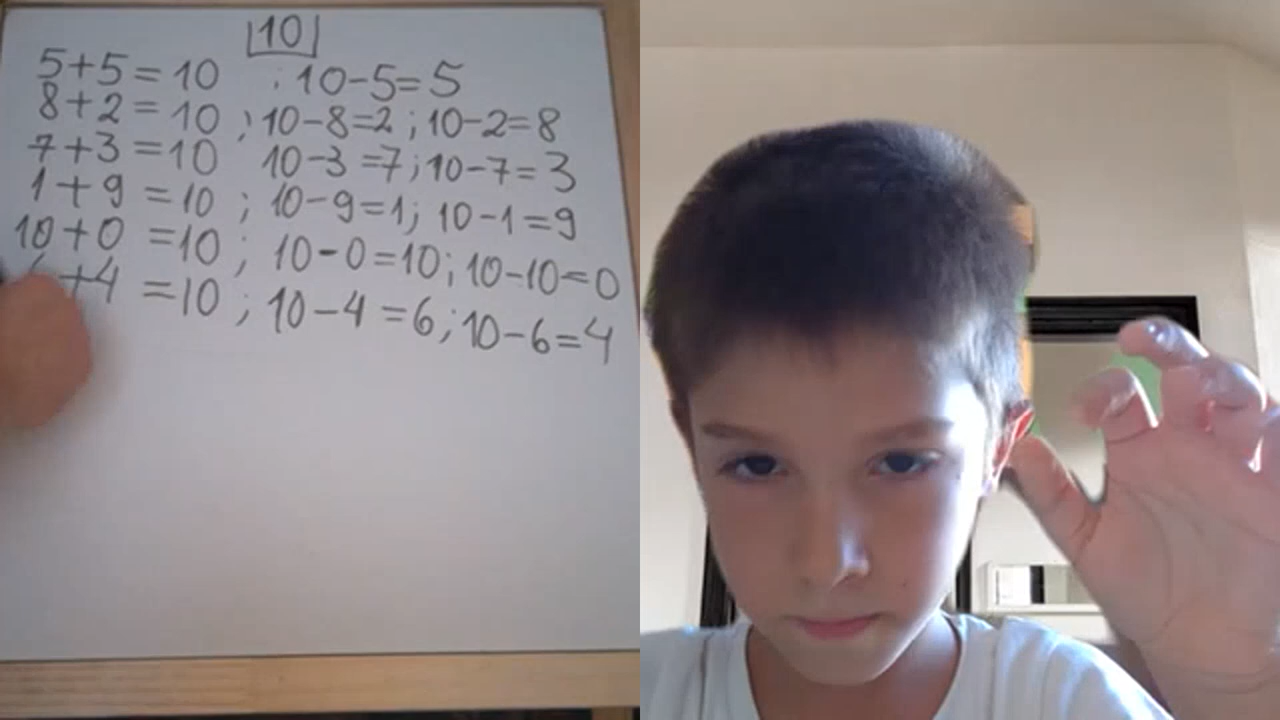 10
5+5=10 ; 10-5=5
8+2=10 ; 10-8=2 ; 10-2=8
7+3=10 10-3=7 ; 10-7=3
1+9=10 ; 10-9=1 ; 10-1=9
10+0=10 ; 10-0=10 ; 10-10=0
+4=10 ; 10-4=6 ; 10-6=4